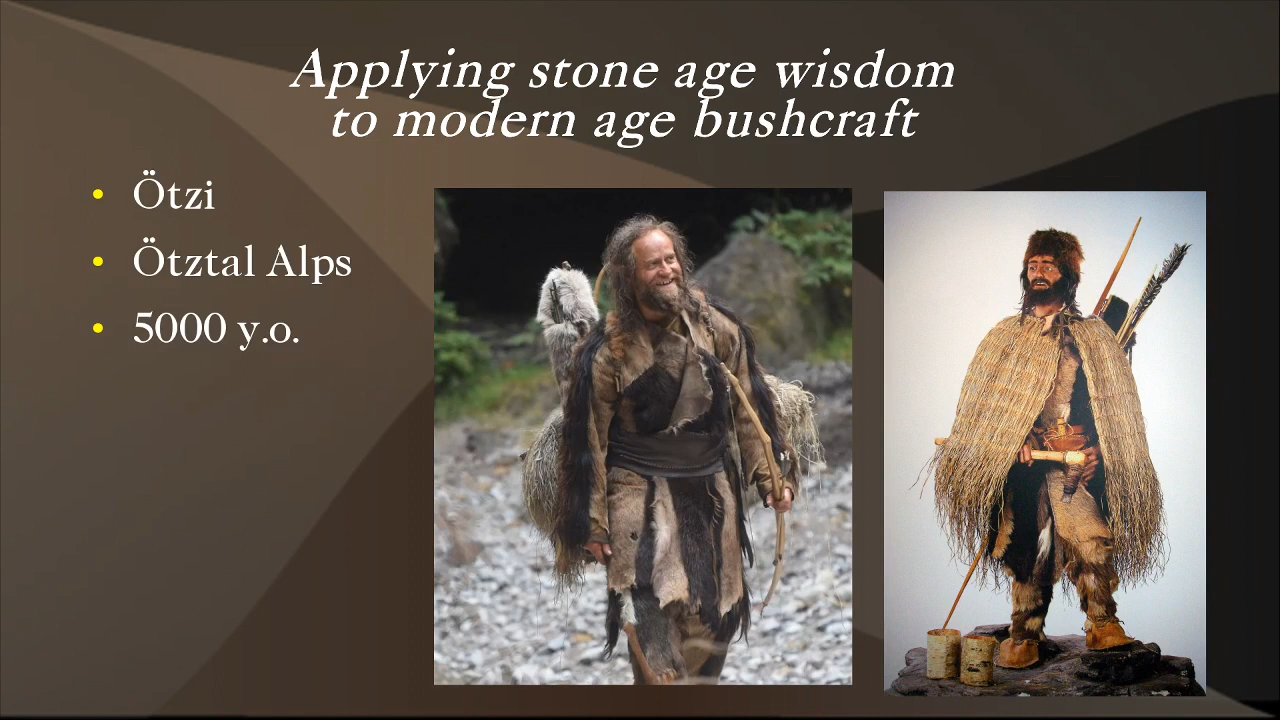 Applying stone age wisdom
to modern age bushcraft
• Ötzi
• Ötztal Alps
• 5000 y.o.